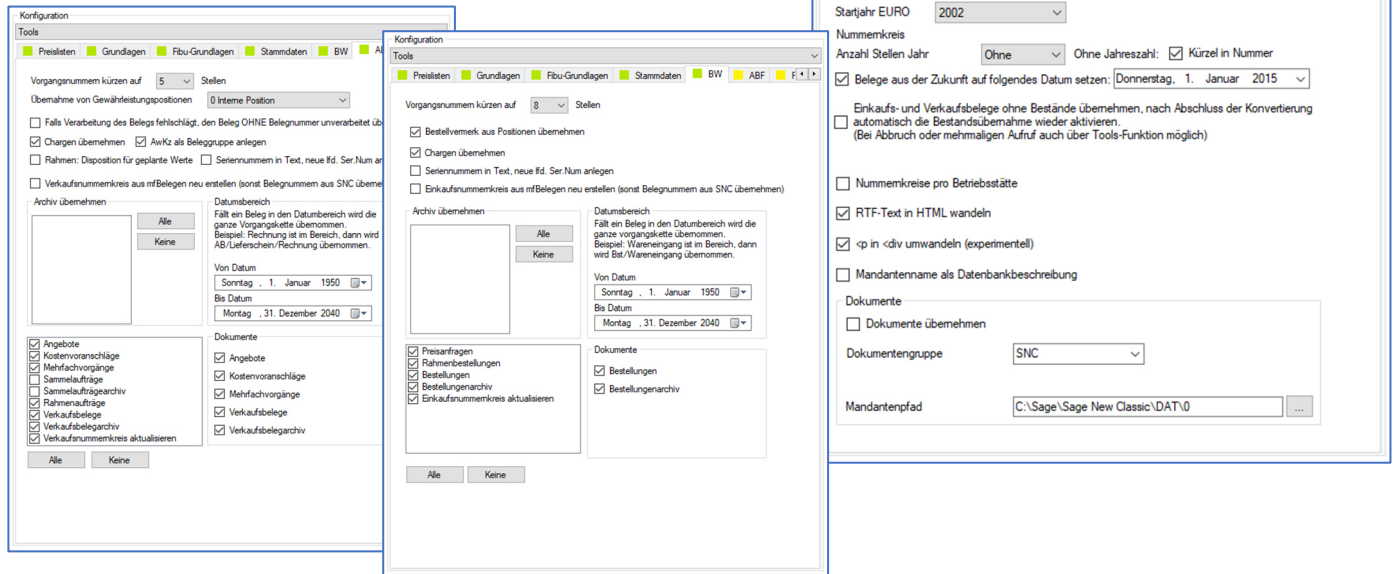 Konfiguration
Tools
Preislisten Grundlagen Fibu-Grundlagen Stammdaten BW
Vorgangsnummern kürzen auf 5 Stellen
Übernahme von Gewährleistungspositionen 0 Interne Position
Falls Verarbeitung des Belegs fehlschlägt, den Beleg OHNE Belegnummer unverarbeitet
Chargen übernehmen AwKz als Beleggruppe anlegen
Rahmen: Disposition für geplante Werte Seriennummern in Text, neue lfd. Ser.Num
Verkaufsnummernkreis aus mfBelegen neu erstellen (sonst Belegnummern aus SNC
Archiv übernehmen
Alle
Keine
Datumsbereich
Fällt ein Beleg in den Datumbereich wird die
ganze Vorgangskette übernommen.
Beispiel: Rechnung ist im Bereich, dann wird
AB/Lieferschein/Rechnung übernommen.
Von Datum
Sonntag , 1. Januar 1950
Bis Datum
Montag , 31. Dezember 2040
Angebote
Kostenvoranschläge
Mehrfachvorgänge
Sammelaufträge
Sammelaufträgearchiv
Rahmenaufträge
Verkaufsbelege
Verkaufsbelegarchiv
Verkaufsnummernkreis aktualisieren
Dokumente
Angebote
Kostenvoranschläge
Mehrfachvorgänge
Verkaufsbelege
Verkaufsbelegarchiv
Alle Keine
Konfiguration
Tools
Preislisten Grundlagen Fibu-Grundlagen Stammdaten BW ABF
Vorgangsnummern kürzen auf 8 Stellen
Bestellvermerk aus Positionen übernehmen
Chargen übernehmen
Seriennummern in Text, neue lfd. Ser.Num anlegen
Einkaufsnummernkreis aus mfBelegen neu erstellen (sonst Belegnummern aus SNC übernehmen)
Archiv übernehmen
Alle
Keine
Datumsbereich
Fällt ein Beleg in den Datumbereich wird die
ganze vorgangskette übernommen.
Beispiel: Wareneingang ist im Bereich, dann
wird Bst/Wareneingang übernommen.
Von Datum
Sonntag , 1. Januar 1950
Bis Datum
Montag , 31. Dezember 2040
Preisanfragen
Rahmenbestellungen
Bestellungen
Bestellungenarchiv
Einkaufsnummernkreis aktualisieren
Dokumente
Bestellungen
Bestellungenarchiv
Alle Keine
Startjahr EURO 2002
Nummernkreis
Anzahl Stellen Jahr Ohne Ohne Jahreszahl: Kürzel in Nummer
Belege aus der Zukunft auf folgendes Datum setzen: Donnerstag, 1. Januar 2015
Einkaufs- und Verkaufsbelege ohne Bestände übernehmen, nach Abschluss der Konvertierung
automatisch die Bestandsübernahme wieder aktivieren.
(Bei Abbruch oder mehrmaligen Aufruf auch über Tools-Funktion möglich)
Nummernkreise pro Betriebsstätte
RTF-Text in HTML wandeln
<p in <div umwandeln (experimentell)
Mandantenname als Datenbankbeschreibung
Dokumente
Dokumente übernehmen
Dokumentengruppe SNC
Mandantenpfad C:\Sage\Sage New Classic\DAT\0 ...